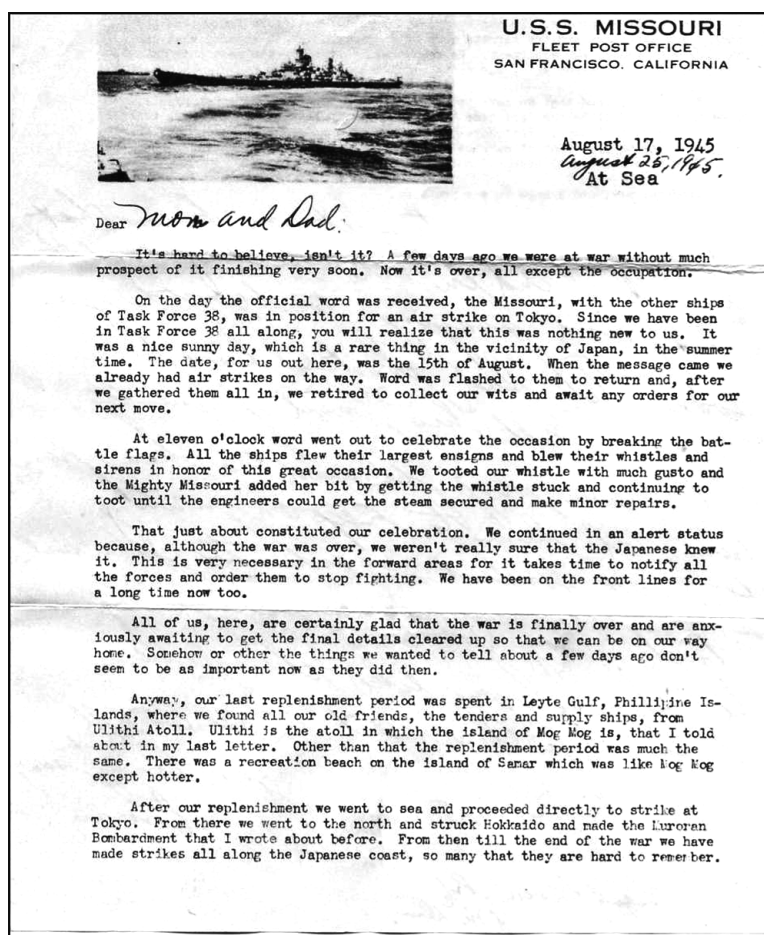 U.S.S. MISSOURI
FLEET POST OFFICE
SAN FRANCISCO, CALIFORNIA
August 17, 1945
August 25, 1945.
At Sea
Dear Mom and Dad:
It's hard to believe, isn't it? A few days ago we were at war without much
prospect of it finishing very soon. Now it's over, all except the occupation.
On the day the official word was received, the Missouri, with the other ships
of Task Force 38, was in position for an air strike on Tokyo. Since we have been
in Task Force 38 all along, you will realize that this was nothing new to us. It
was a nice sunny day, which is a rare thing in the vicinity of Japan, in the summer
time. The date, for us out here, was the 15th of August. When the message came we
already had air strikes on the way. Word was flashed to them to return and, after
we gathered them all in, we retired to collect our wits and await any orders for our
next move.
At eleven o'clock word went out to celebrate the occasion by breaking the bat-
tle flags. All the ships flew their largest ensigns and blew their whistles and
sirens in honor of this great occasion. We tooted our whistle with much gusto and
the Mighty Missouri added her bit by getting the whistle stuck and continuing to
toot until the engineers could get the steam secured and make minor repairs.
That just about constituted our celebration. We continued in an alert status
because, although the war was over, we weren't really sure that the Japanese knew
it. This is very necessary in the forward areas for it takes time to notify all
the forces and order them to stop fighting. We have been on the front lines for
a long time now too.
All of us, here, are certainly glad that the war is finally over and are anx-
iously awaiting to get the final details cleared up so that we can be on our way
home. Somehow or other the things we wanted to tell about a few days ago don't
seem to be as important now as they did then.
Anyway, our last replenishment period was spent in Leyte Gulf, Phillipine Is-
lands, where we found all our old friends, the tenders and supply ships, from
Ulithi Atoll. Ulithi is the atoll in which the island of Mog Mog is, that I told
about in my last letter. Other than that the replenishment period was much the
same. There was a recreation beach on the island of Samar which was like Mog Mog
except hotter.
After our replenishment we went to sea and proceeded directly to strike at
Tokyo. From there we went to the north and struck Hokkaido and made the Muroran
Bombardment that I wrote about before. From then till the end of the war we have
made strikes all along the Japanese coast, so many that they are hard to remember.